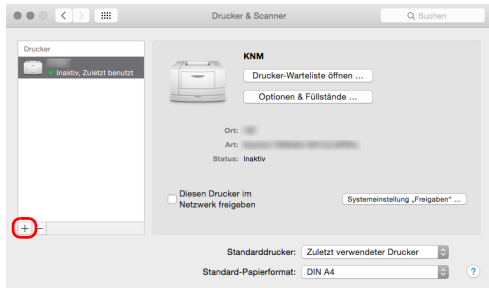 Drucker & Scanner
Suchen
Drucker
Inaktiv, Zuletzt benutzt
+ –
KNM
Drucker-Warteliste öffnen ...
Optionen & Füllstände ...
Ort:
Art:
Status: Inaktiv
Diesen Drucker im
Netzwerk freigeben
Systemeinstellung „Freigaben“ ...
Standarddrucker: Zuletzt verwendeter Drucker
Standard-Papierformat: DIN A4
?